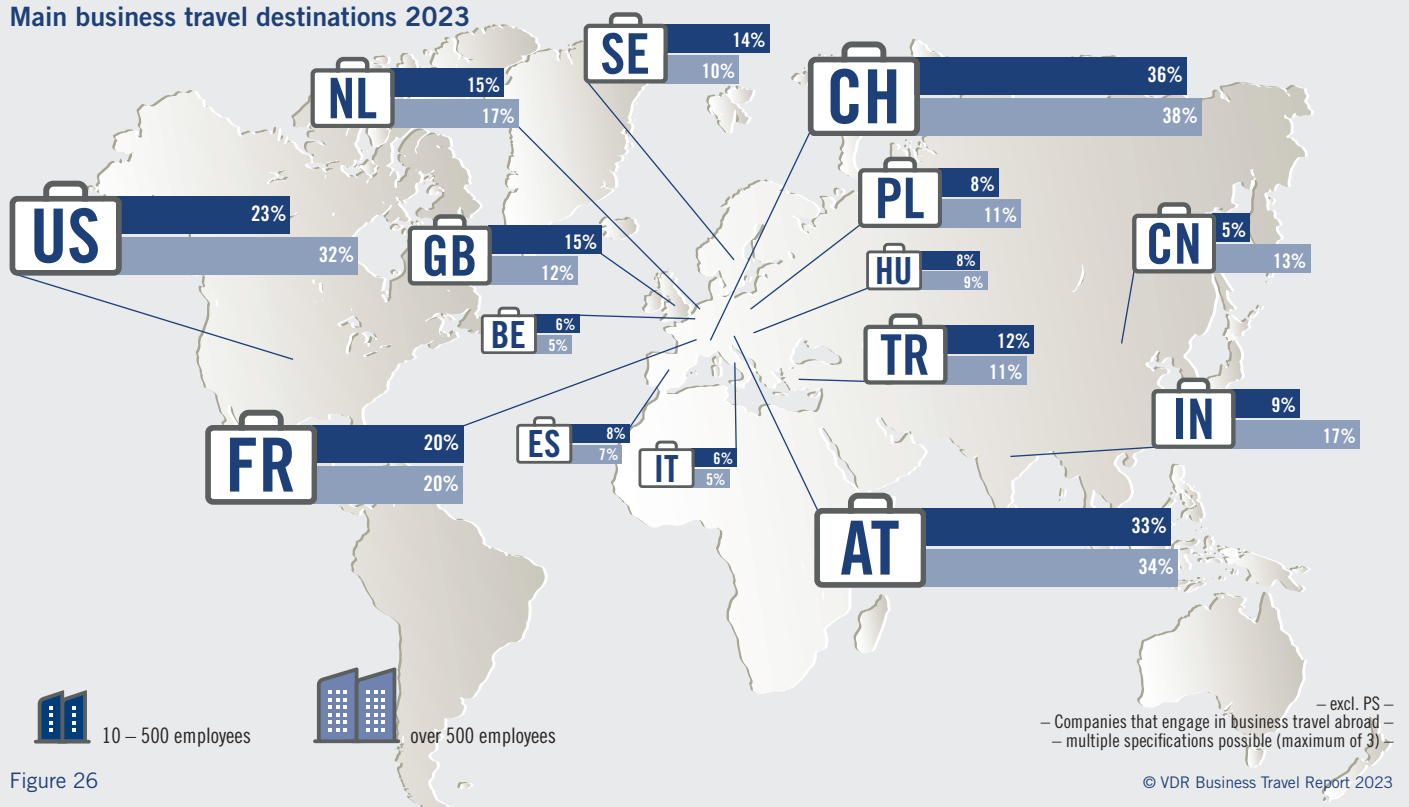 Main business travel destinations 2023
SE
14%
10%
NL
15%
17%
CH
36%
38%
PL
8%
11%
US
23%
32%
GB
15%
12%
CN
5%
13%
HU
8%
9%
BE
6%
5%
TR
12%
11%
IN
9%
17%
FR
20%
20%
ES
8%
7%
IT
6%
5%
AT
33%
34%
10 – 500 employees
over 500 employees
– excl. PS –
– Companies that engage in business travel abroad –
– multiple specifications possible (maximum of 3) –
Figure 26
© VDR Business Travel Report 2023